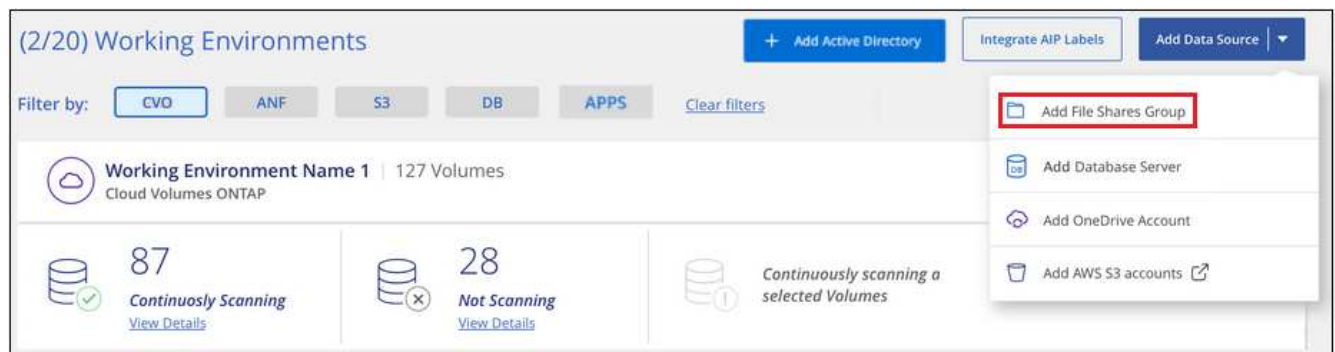 (2/20) Working Environments
+ Add Active Directory
Integrate AIP Labels
Add Data Source
Filter by:
CVO
ANF
S3
DB
APPS
Clear filters
Add File Shares Group
DB
Add Database Server
Add OneDrive Account
Add AWS S3 accounts
Working Environment Name 1 | 127 Volumes
Cloud Volumes ONTAP
87
Continuosly Scanning
View Details
28
Not Scanning
View Details
Continuously scanning a
selected Volumes